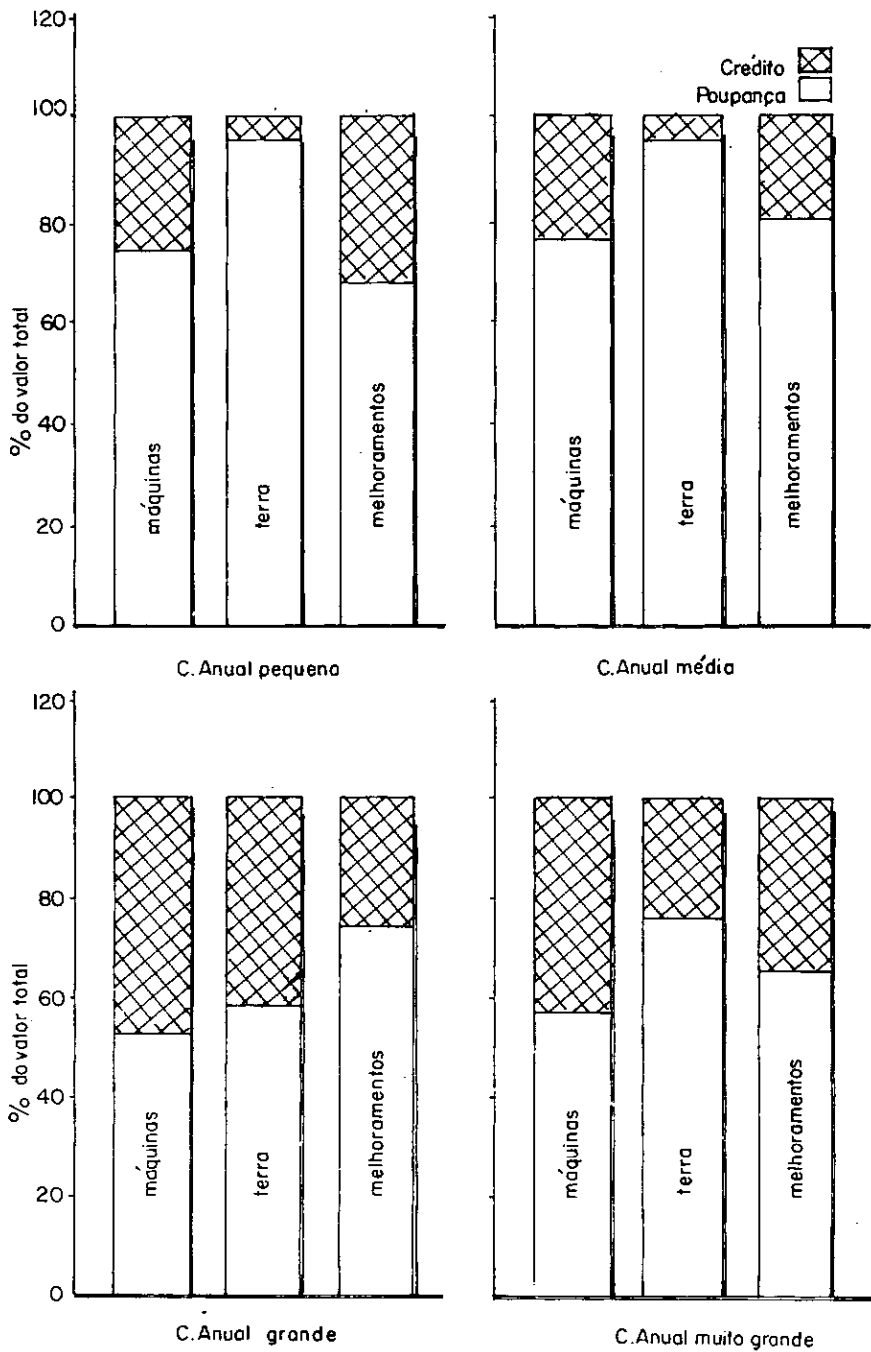 120
100
80
60
40
20
0
% do valor total
máquinas
terra
melhoramentos
C. Anual pequena
Crédito
Poupança
máquinas
terra
melhoramentos
C. Anual média
120
100
80
60
40
20
0
% do valor total
máquinas
terra
melhoramentos
C. Anual grande
máquinas
terra
melhoramentos
C. Anual muito grande